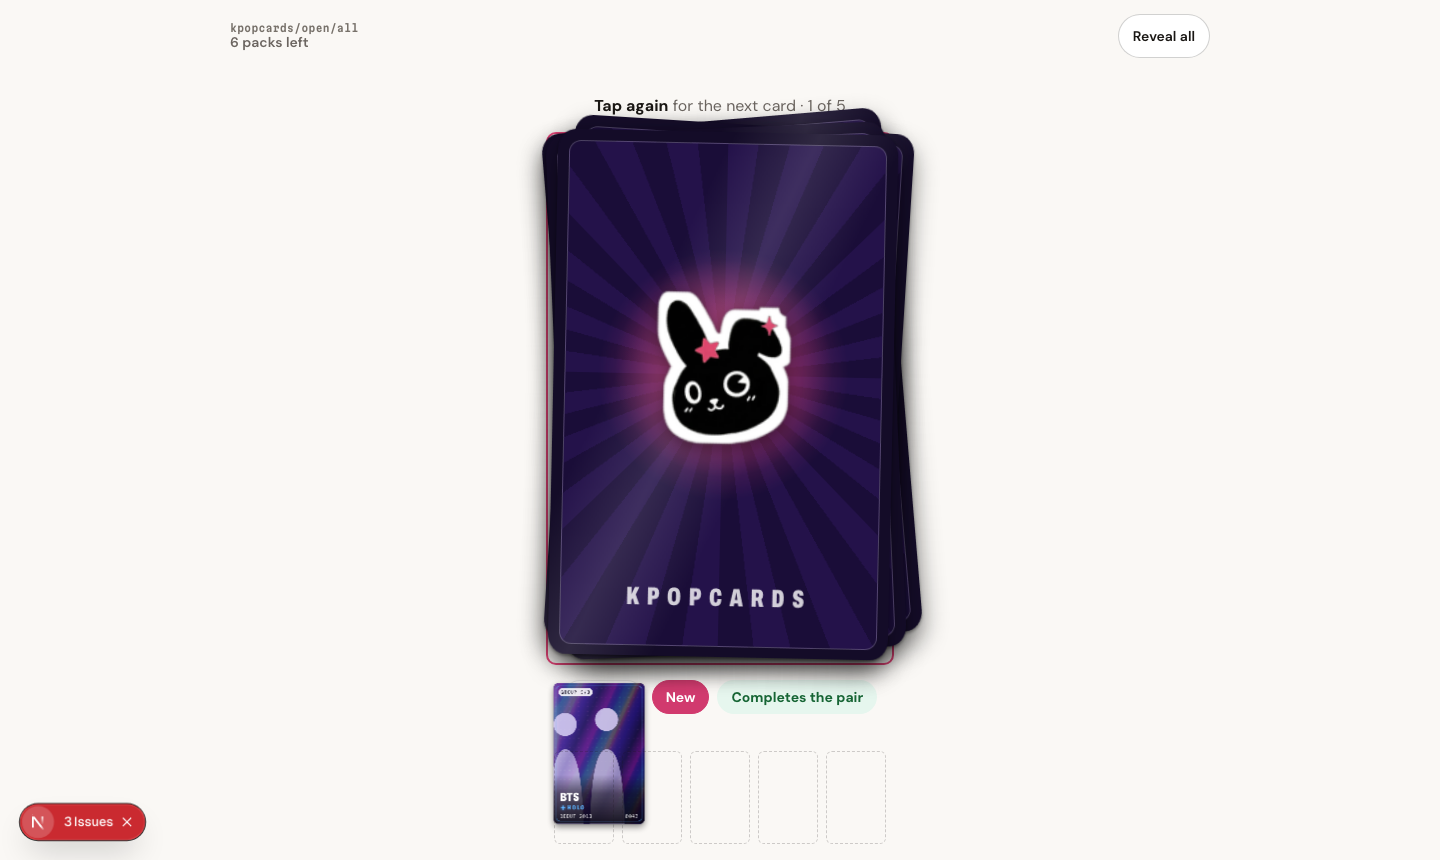 kpopcards/open/all
6 packs left
Reveal all
Tap again for the next card · 1 of 5
KPOPCARDS
New
Completes the pair
BTS
HOLO
3 Issues